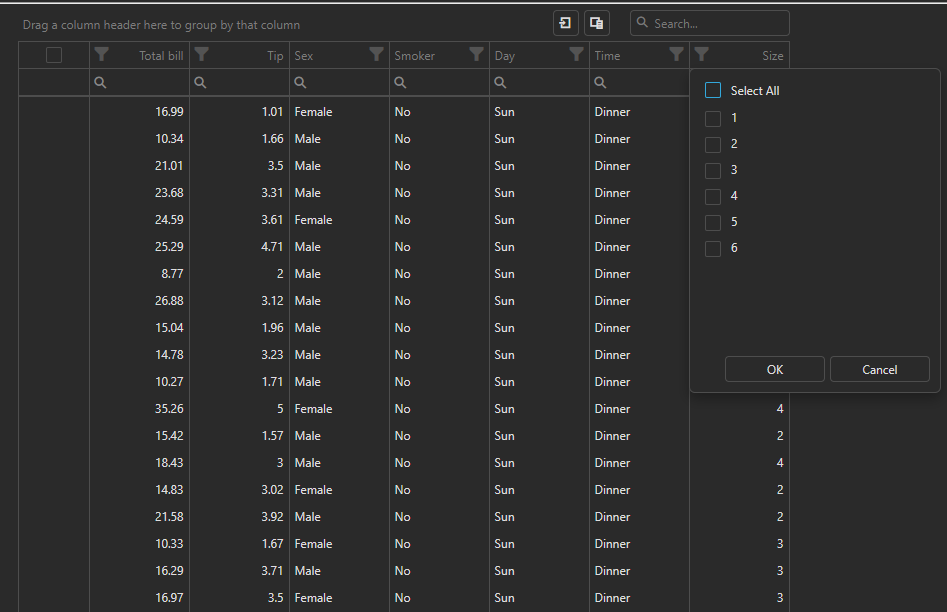 Drag a column header here to group by that column
Search...
Total bill Tip Sex Smoker Day Time Size
Select All
1
2
3
4
5
6
OK Cancel
16.99 1.01 Female No Sun Dinner
10.34 1.66 Male No Sun Dinner
21.01 3.5 Male No Sun Dinner
23.68 3.31 Male No Sun Dinner
24.59 3.61 Female No Sun Dinner
25.29 4.71 Male No Sun Dinner
8.77 2 Male No Sun Dinner
26.88 3.12 Male No Sun Dinner
15.04 1.96 Male No Sun Dinner
14.78 3.23 Male No Sun Dinner
10.27 1.71 Male No Sun Dinner
35.26 5 Female No Sun Dinner 4
15.42 1.57 Male No Sun Dinner 2
18.43 3 Male No Sun Dinner 4
14.83 3.02 Female No Sun Dinner 2
21.58 3.92 Male No Sun Dinner 2
10.33 1.67 Female No Sun Dinner 3
16.29 3.71 Male No Sun Dinner 3
16.97 3.5 Female No Sun Dinner 3